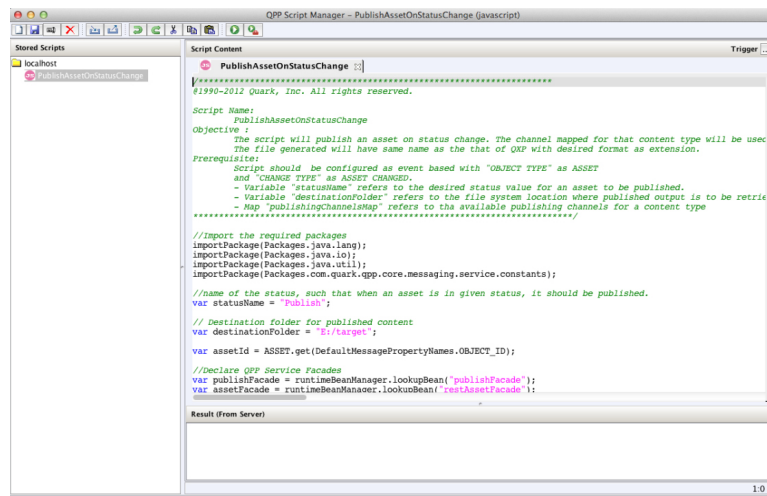 QPP Script Manager – PublishAssetOnStatusChange (javascript)
Stored Scripts
Script Content
Trigger ..
localhost
PublishAssetOnStatusChange
PublishAssetOnStatusChange
/*********************************************************************
©1990-2012 Quark, Inc. All rights reserved.
Script Name:
PublishAssetOnStatusChange
Objective :
The script will publish an asset on status change. The channel mapped for that content type will be used
The file generated will have same name as the that of QXP with desired format as extension.
Prerequisite:
Script should be configured as event based with "OBJECT TYPE" as ASSET
and "CHANGE TYPE" as ASSET CHANGED.
- Variable "statusName" refers to the desired status value for an asset to be published.
- Variable "destinationFolder" refers to the file system location where published output is to be retrie
- Map "publishingChannelsMap" refers to tha available publishing channels for a content type
*************************************************************************/
//Import the required packages
importPackage(Packages.java.lang);
importPackage(Packages.java.io);
importPackage(Packages.java.util);
importPackage(Packages.com.quark.qpp.core.messaging.service.constants);
//name of the status, such that when an asset is in given status, it should be published.
var statusName = "Publish";
// Destination folder for published content
var destinationFolder = "E:/target";
var assetId = ASSET.get(DefaultMessagePropertyNames.OBJECT_ID);
//Declare QPP Service Facades
var publishFacade = runtimeBeanManager.lookupBean("publishFacade");
var assetFacade = runtimeBeanManager.lookupBean("restAssetFacade");
Result (From Server)
1:0